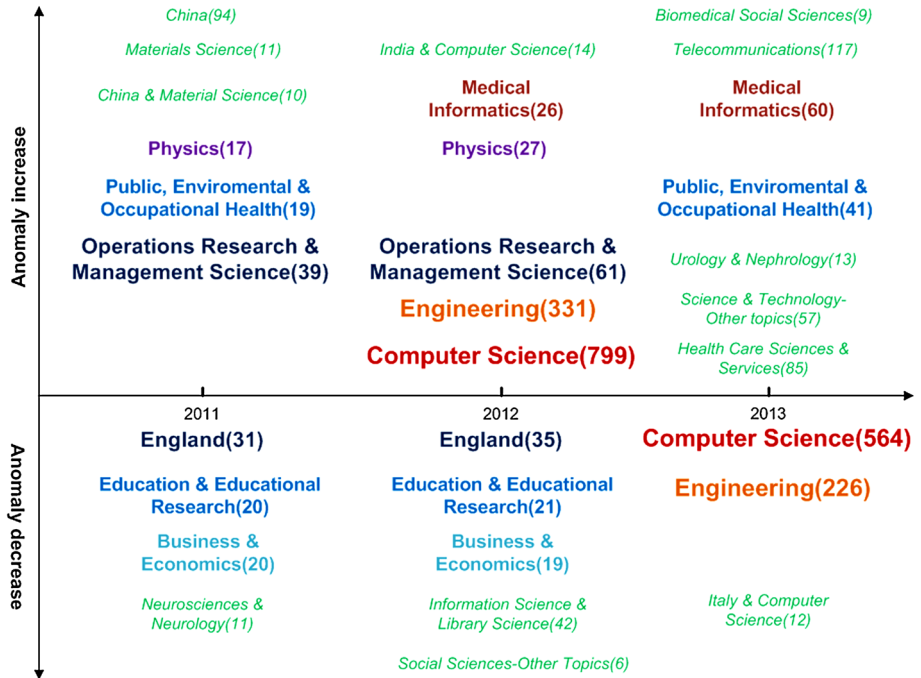 China(94)
Materials Science(11)
China & Material Science(10)
Physics(17)
Public, Enviromental &
Occupational Health(19)
Operations Research &
Management Science(39)
India & Computer Science(14)
Medical
Informatics(26)
Physics(27)
Operations Research &
Management Science(61)
Engineering(331)
Computer Science(799)
Biomedical Social Sciences(9)
Telecommunications(117)
Medical
Informatics(60)
Public, Enviromental &
Occupational Health(41)
Urology & Nephrology(13)
Science & Technology-
Other topics(57)
Health Care Sciences &
Services(85)
Anomaly increase
2011
2012
2013
Anomaly decrease
England(31)
Education & Educational
Research(20)
Business &
Economics(20)
Neurosciences &
Neurology(11)
England(35)
Education & Educational
Research(21)
Business &
Economics(19)
Information Science &
Library Science(42)
Social Sciences-Other Topics(6)
Computer Science(564)
Engineering(226)
Italy & Computer
Science(12)